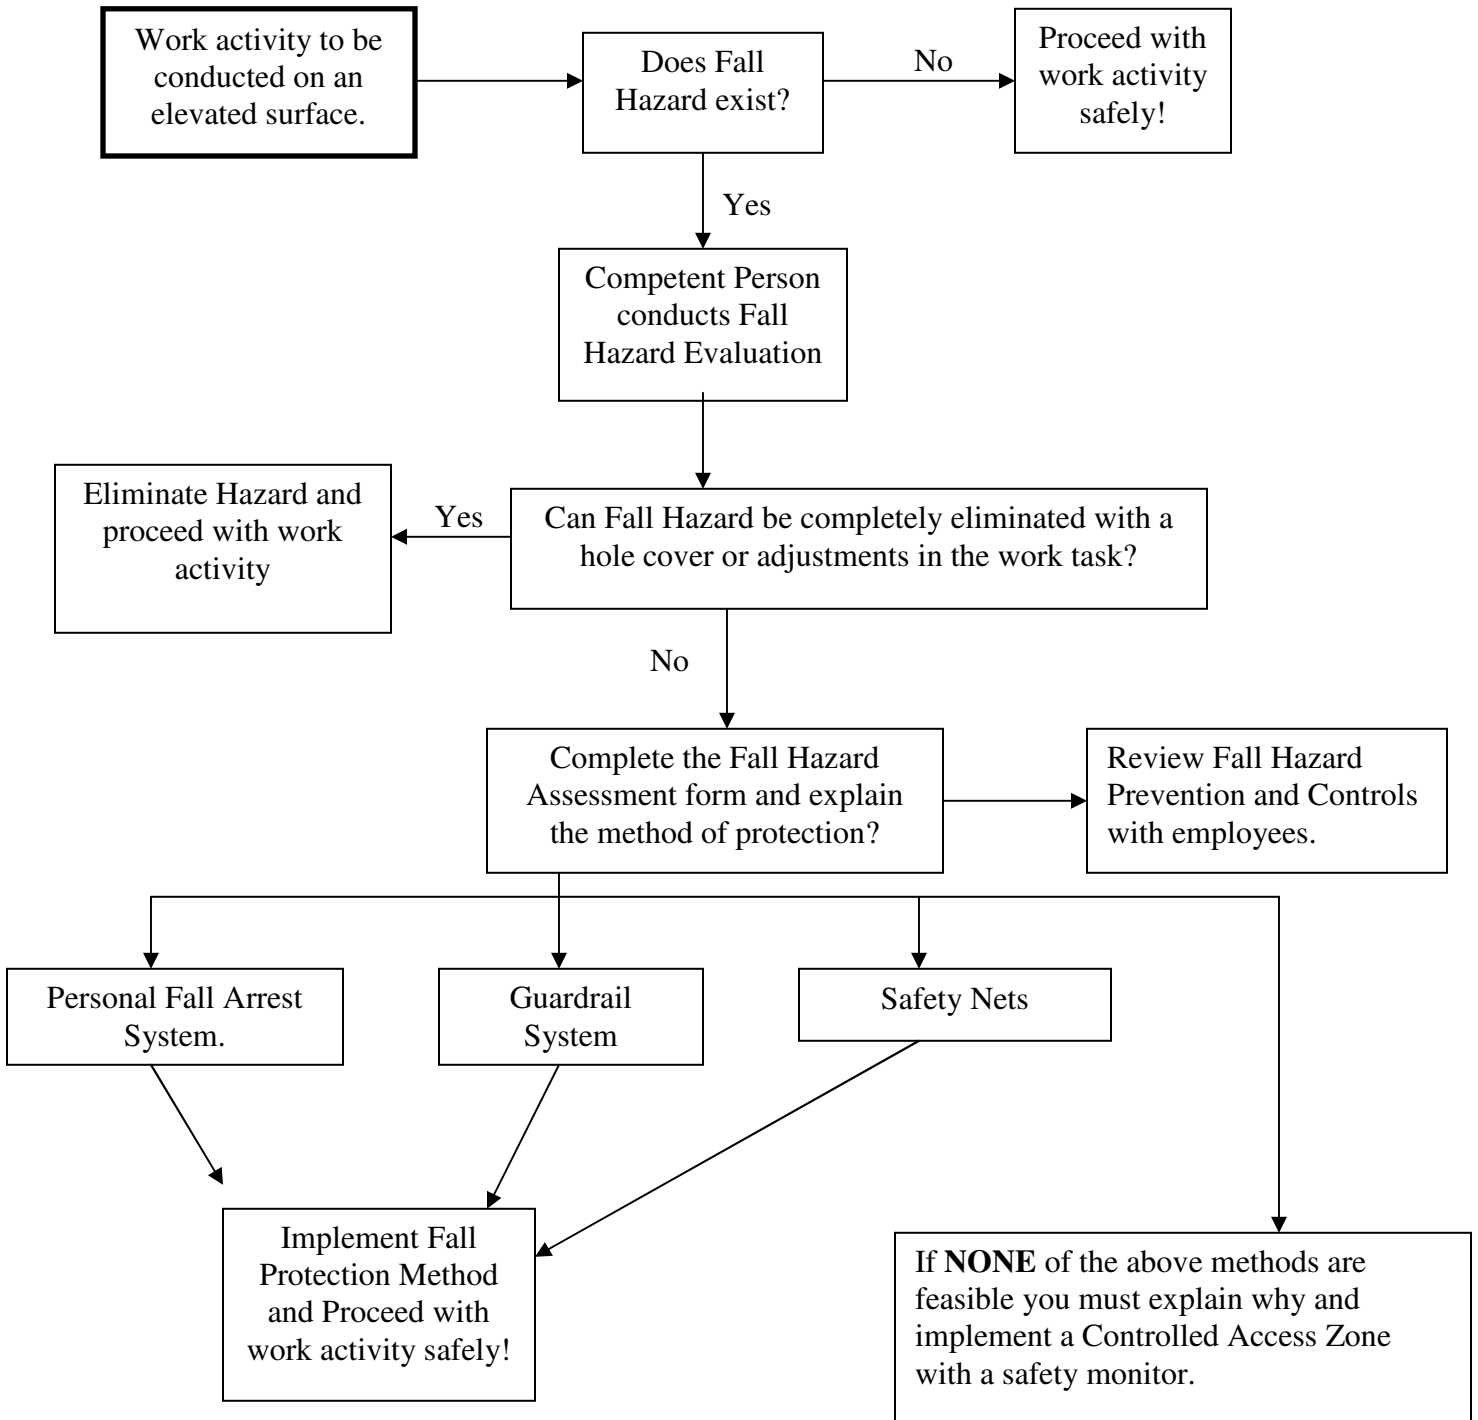 Work activity to be
conducted on an
elevated surface.
Does Fall
Hazard exist?
No
Proceed with
work activity
safely!
Yes
Competent Person
conducts Fall
Hazard Evaluation
Eliminate Hazard and
proceed with work
activity
Yes
Can Fall Hazard be completely eliminated with a
hole cover or adjustments in the work task?
No
Complete the Fall Hazard
Assessment form and explain
the method of protection?
Review Fall Hazard
Prevention and Controls
with employees.
Personal Fall Arrest
System.
Guardrail
System
Safety Nets
Implement Fall
Protection Method
and Proceed with
work activity safely!
If NONE of the above methods are
feasible you must explain why and
implement a Controlled Access Zone
with a safety monitor.